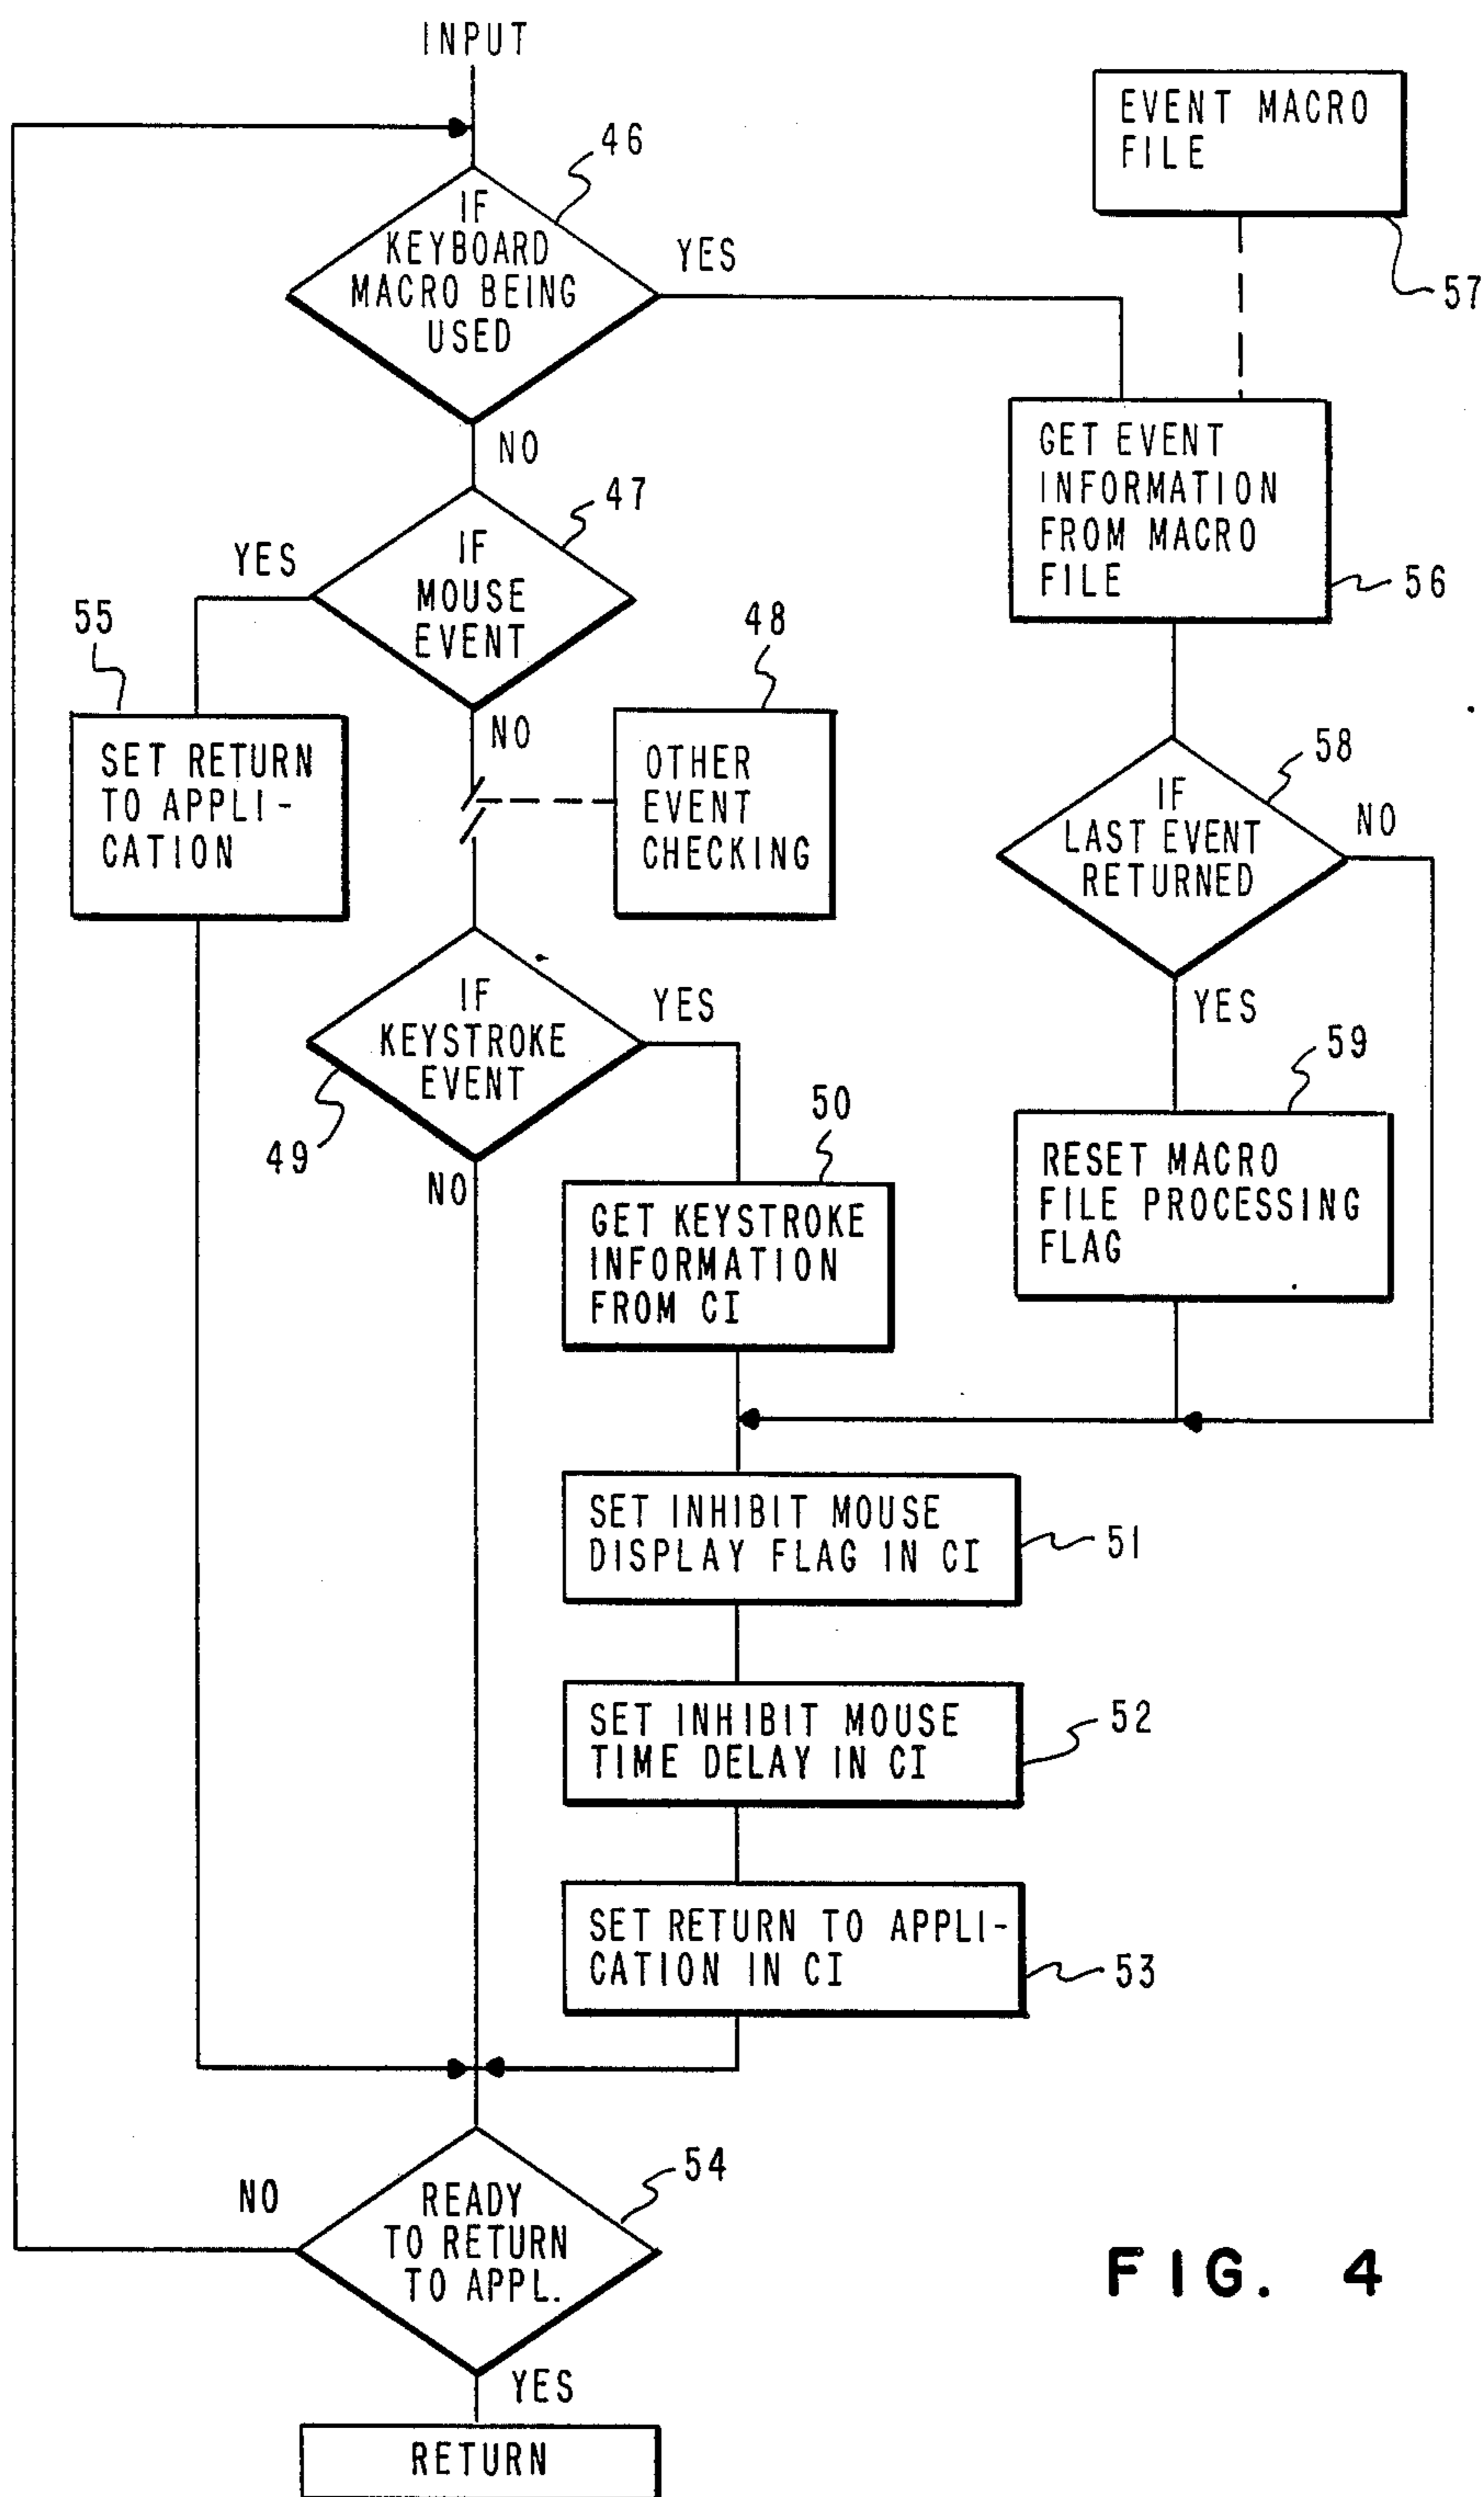 INPUT
EVENT MACRO
FILE
57
46
IF
KEYBOARD
MACRO BEING
USED
YES
NO
GET EVENT
INFORMATION
FROM MACRO
FILE
56
47
IF
MOUSE
EVENT
YES
NO
55
SET RETURN
TO APPLI-
CATION
48
OTHER
EVENT
CHECKING
58
IF
LAST EVENT
RETURNED
NO
YES
IF
KEYSTROKE
EVENT
YES
49
NO
50
GET KEYSTROKE
INFORMATION
FROM CI
59
RESET MACRO
FILE PROCESSING
FLAG
SET INHIBIT MOUSE
DISPLAY FLAG IN CI
51
SET INHIBIT MOUSE
TIME DELAY IN CI
52
SET RETURN TO APPLI-
CATION IN CI
53
54
READY
TO RETURN
TO APPL.
NO
YES
RETURN
FIG. 4